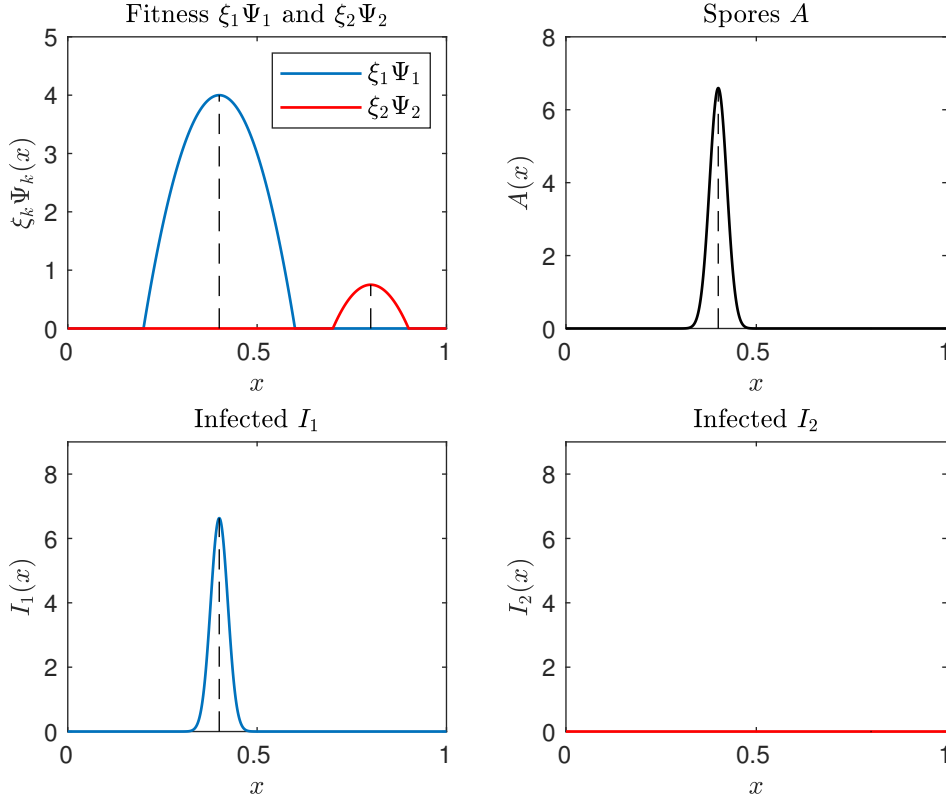 Fitness ξ₁Ψ₁ and ξ₂Ψ₂
5
4
3
2
1
0
ξₖΨₖ(x)
ξ₁Ψ₁
ξ₂Ψ₂
0
0.5
1
x
Spores A
8
6
4
2
0
A(x)
0
0.5
1
x
Infected I₁
8
6
4
2
0
I₁(x)
0
0.5
1
x
Infected I₂
8
6
4
2
0
I₂(x)
0
0.5
1
x